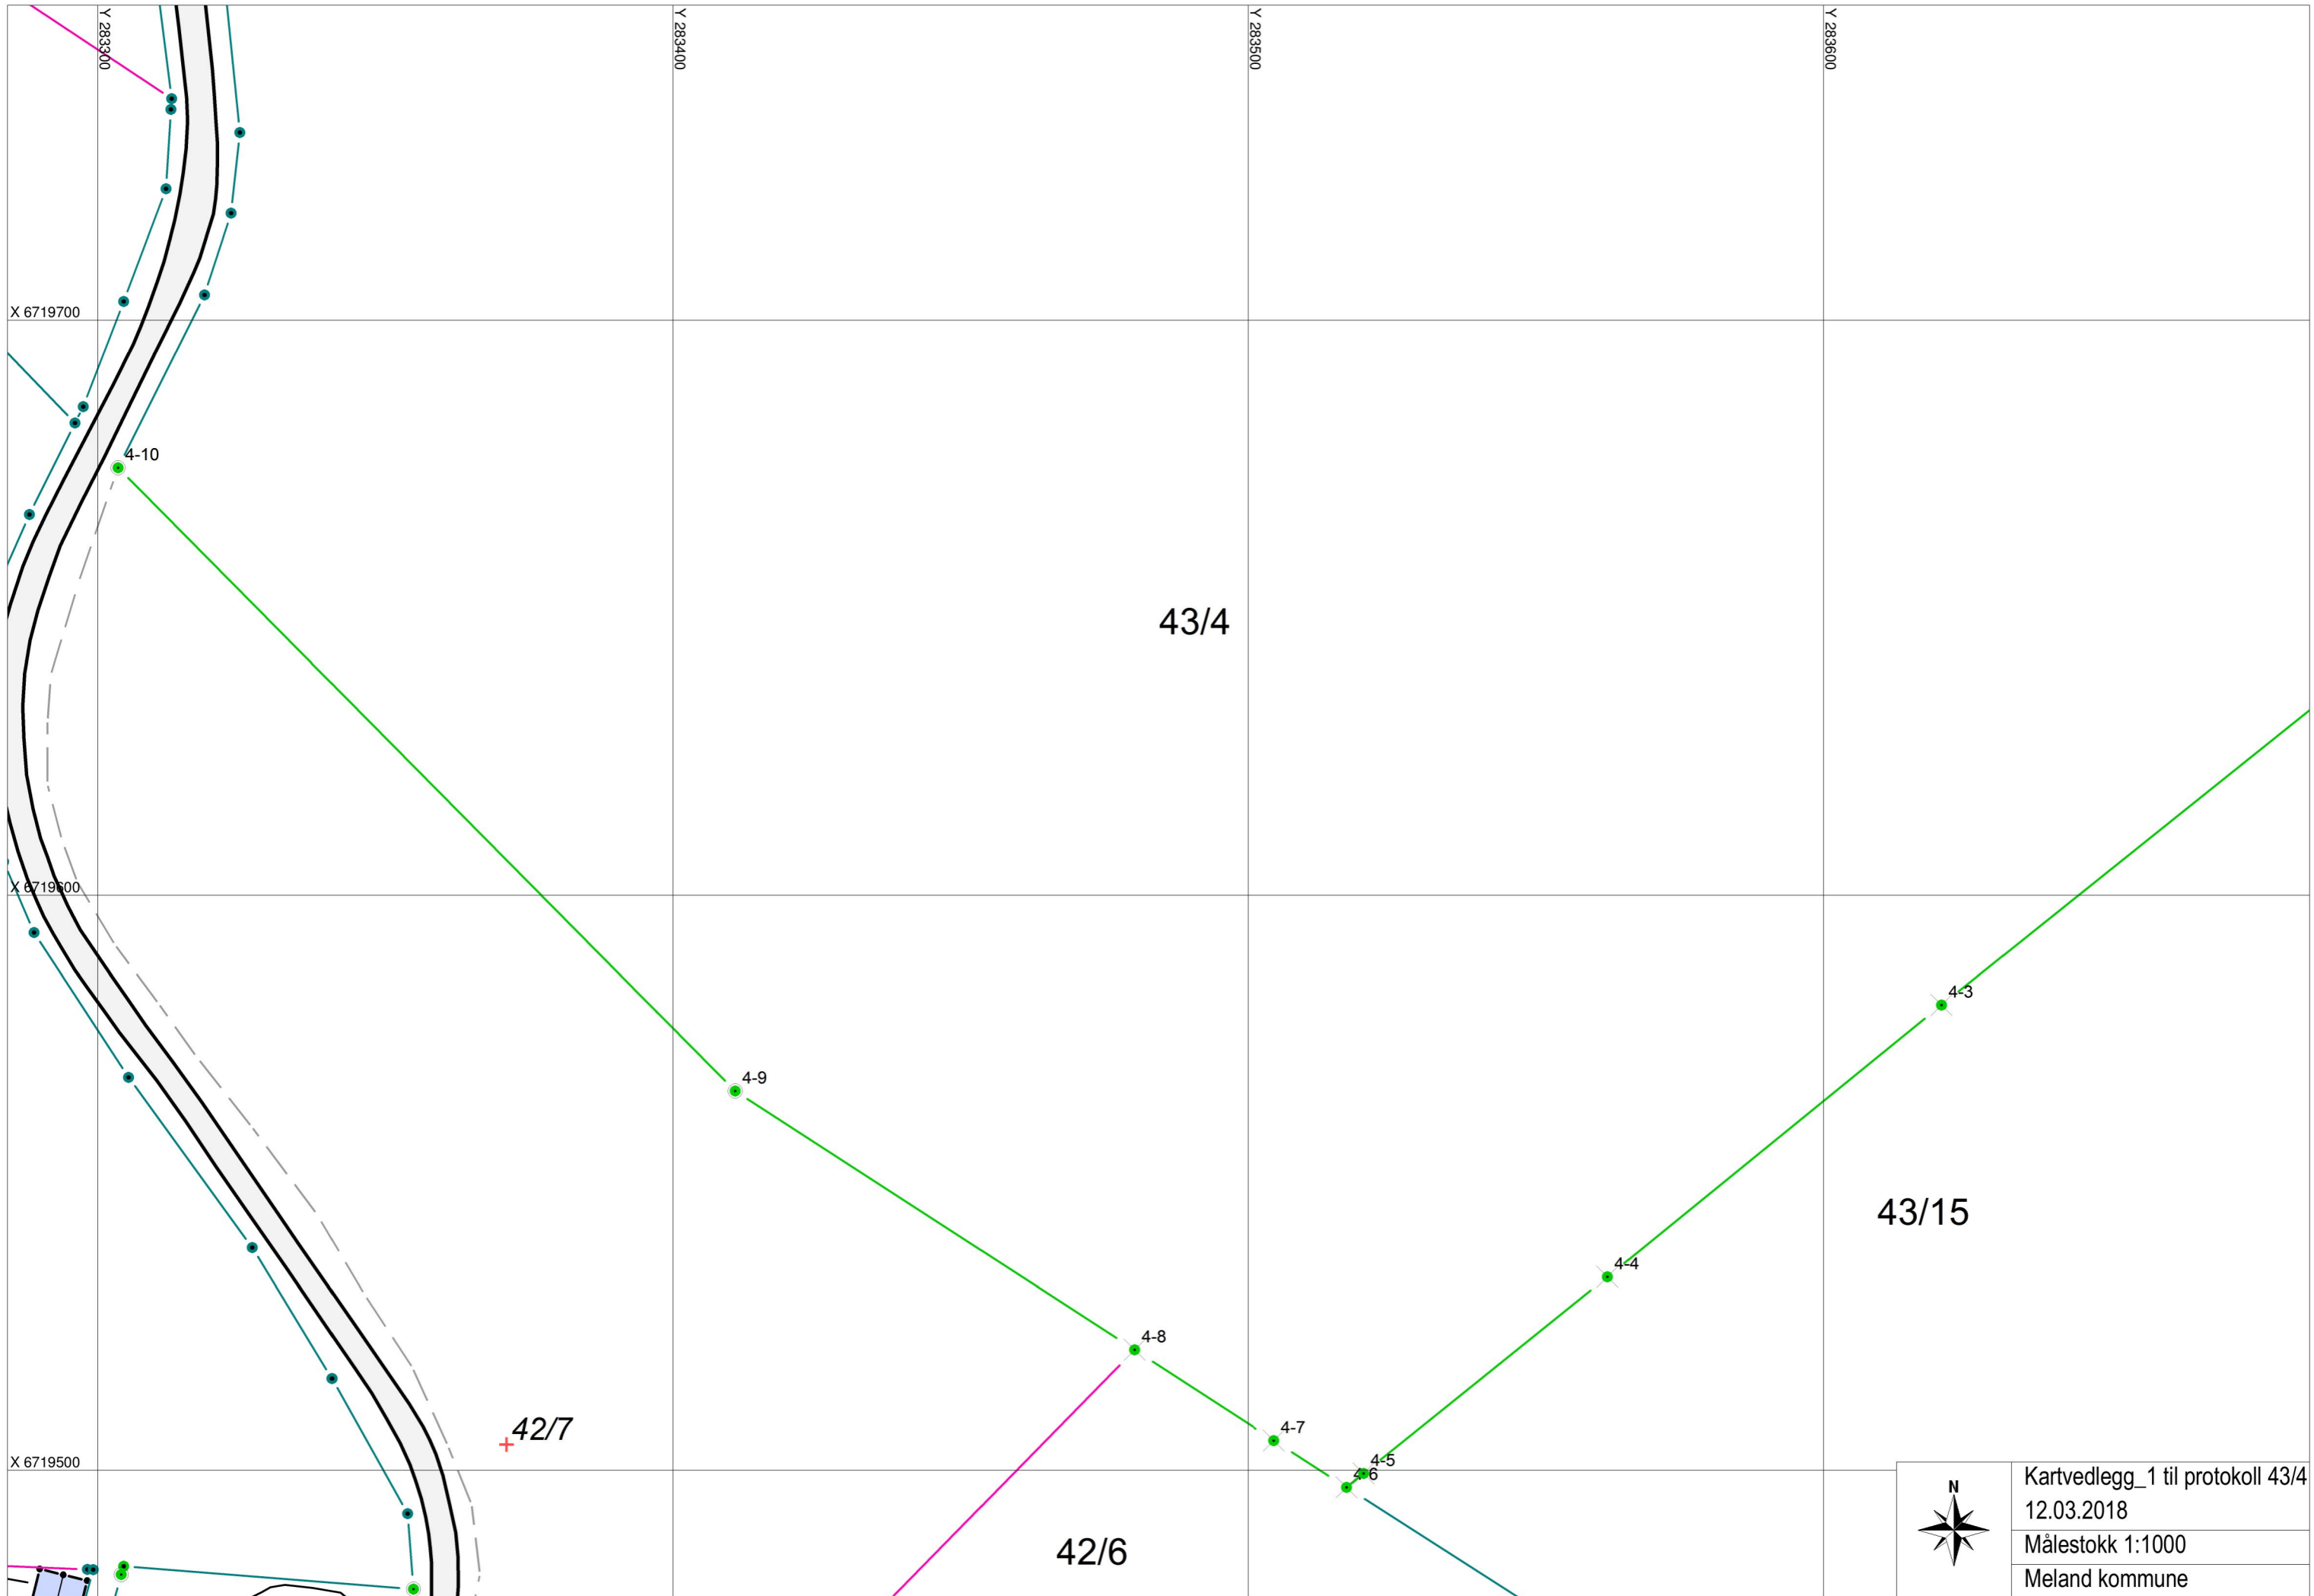 Y 283300
Y 283400
Y 283500
Y 283600
X 6719700
4-10
43/4
X 6719600
4-3
4-9
43/15
4-4
4-8
42/7
4-7
4-5
4-6
X 6719500
42/6
N
Kartvedlegg_1 til protokoll 43/4
12.03.2018
Målestokk 1:1000
Meland kommune